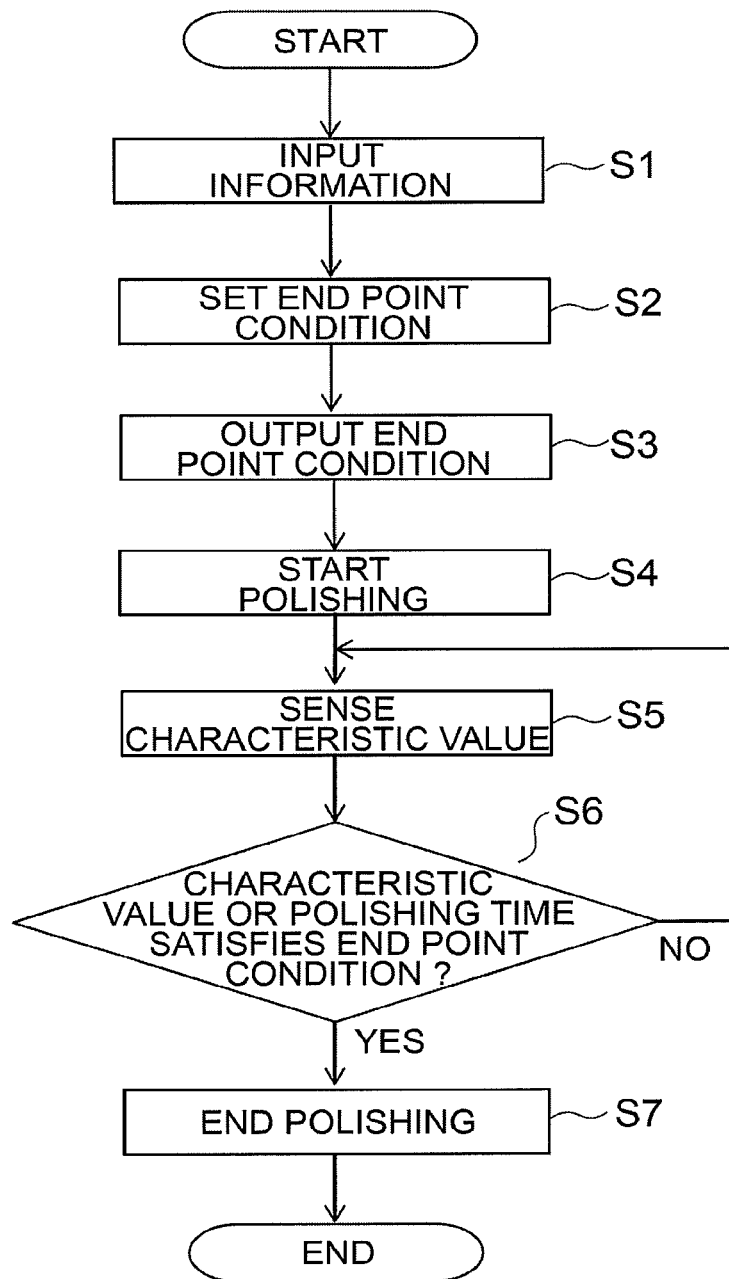 START
INPUT
INFORMATION
S1
SET END POINT
CONDITION
S2
OUTPUT END
POINT CONDITION
S3
START
POLISHING
S4
SENSE
CHARACTERISTIC VALUE
S5
S6
CHARACTERISTIC
VALUE OR POLISHING TIME
SATISFIES END POINT
CONDITION ?
NO
YES
END POLISHING
S7
END